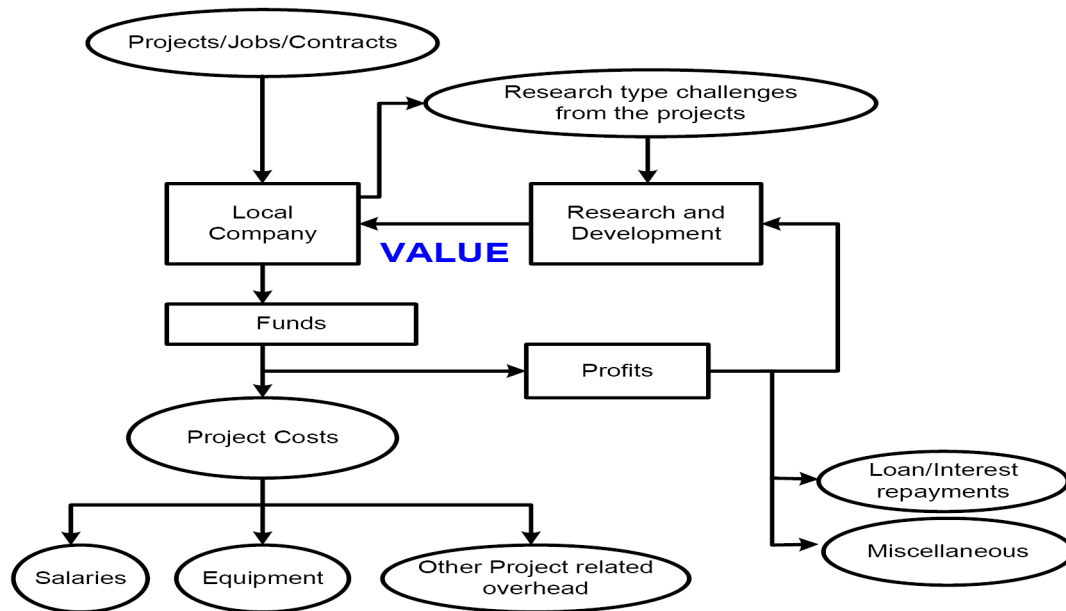 Projects/Jobs/Contracts
Research type challenges
from the projects
Local
Company
Research and
Development
VALUE
Funds
Profits
Project Costs
Loan/Interest
repayments
Miscellaneous
Salaries
Equipment
Other Project related
overhead